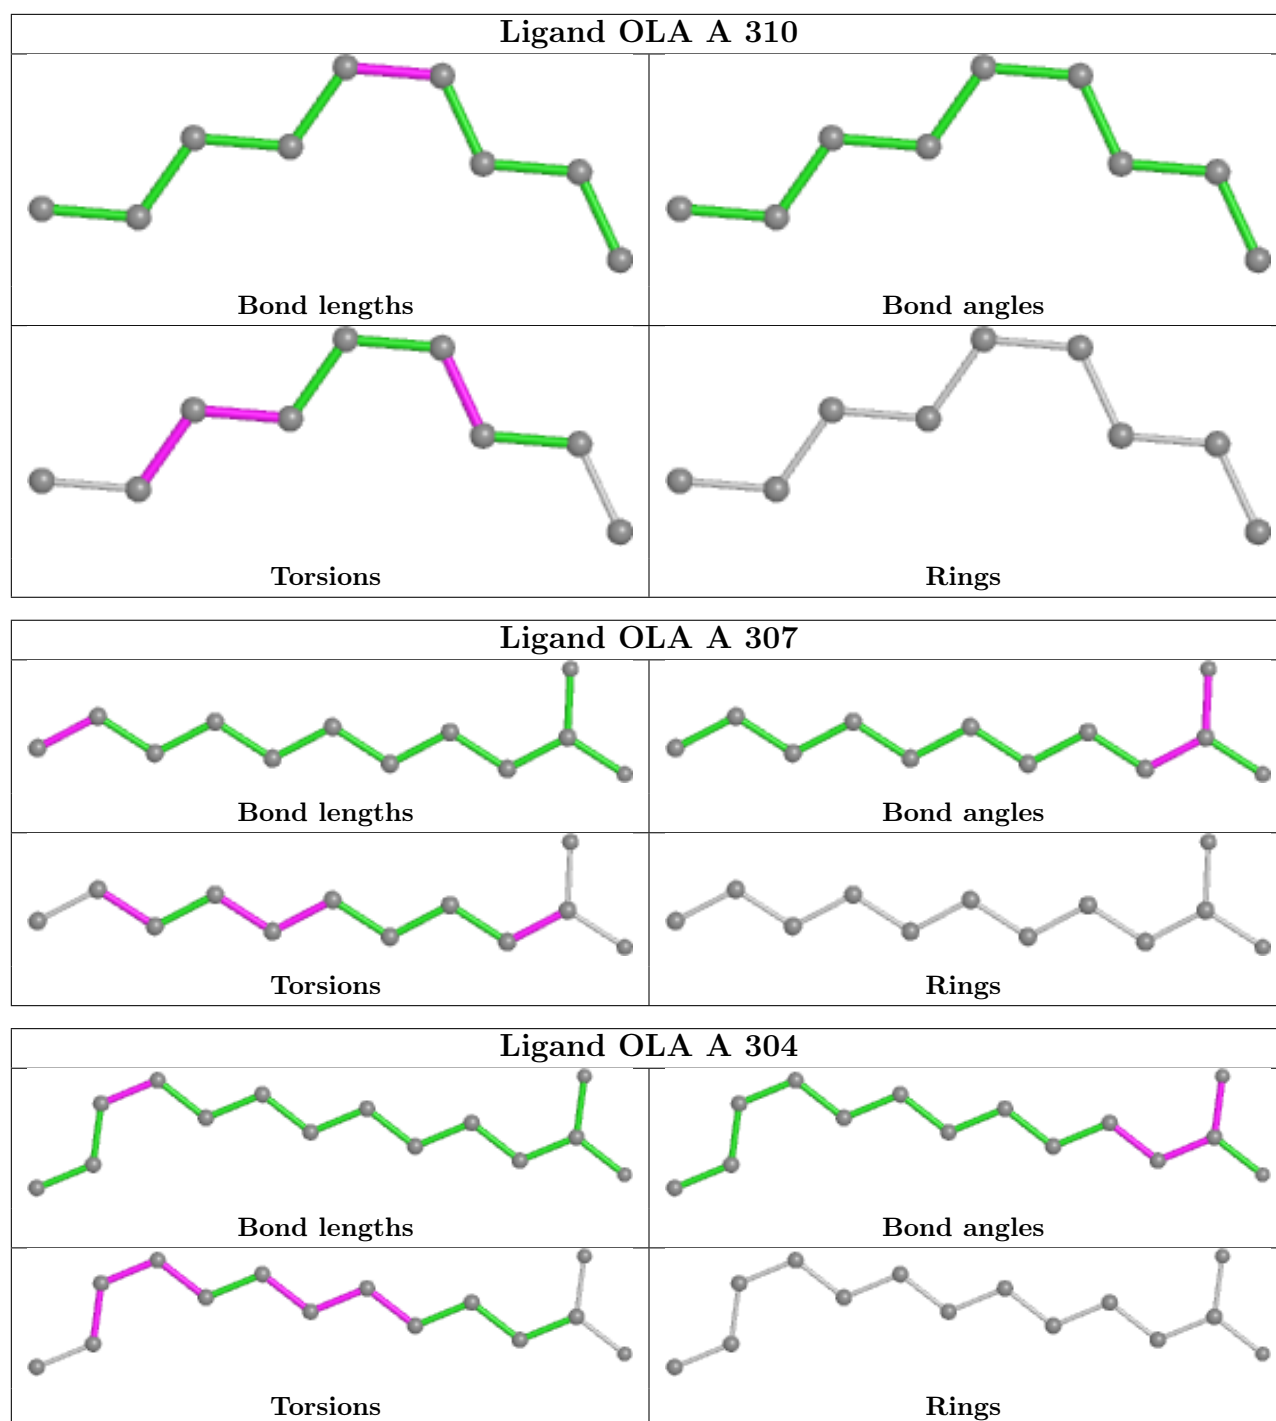 Ligand OLA A 310
Bond lengths
Bond angles
Torsions
Rings
Ligand OLA A 307
Bond lengths
Bond angles
Torsions
Rings
Ligand OLA A 304
Bond lengths
Bond angles
Torsions
Rings